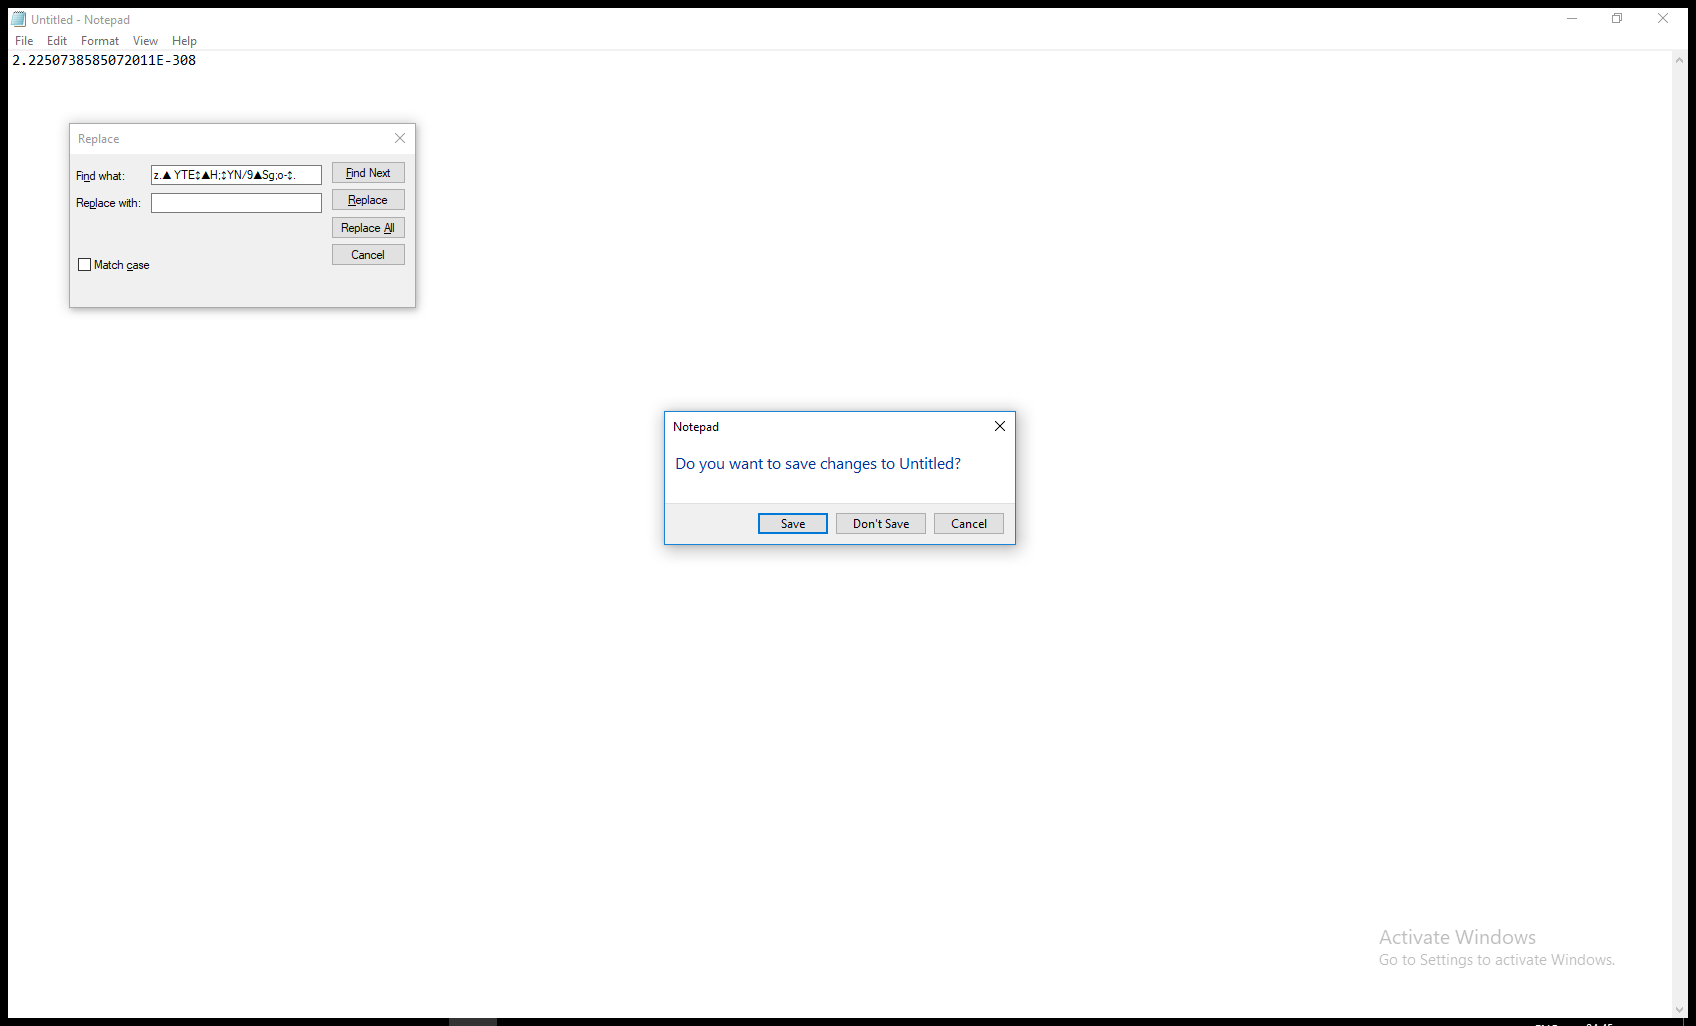 Untitled - Notepad
File Edit Format View Help
2.2250738585072011E-308
Replace
Find what: z.▲ YTE‡▲H;‡YN/9▲Sg;o-‡. Find Next
Replace with: Replace
Replace All
Cancel
Match case
Notepad
Do you want to save changes to Untitled?
Save Don't Save Cancel
Activate Windows
Go to Settings to activate Windows.